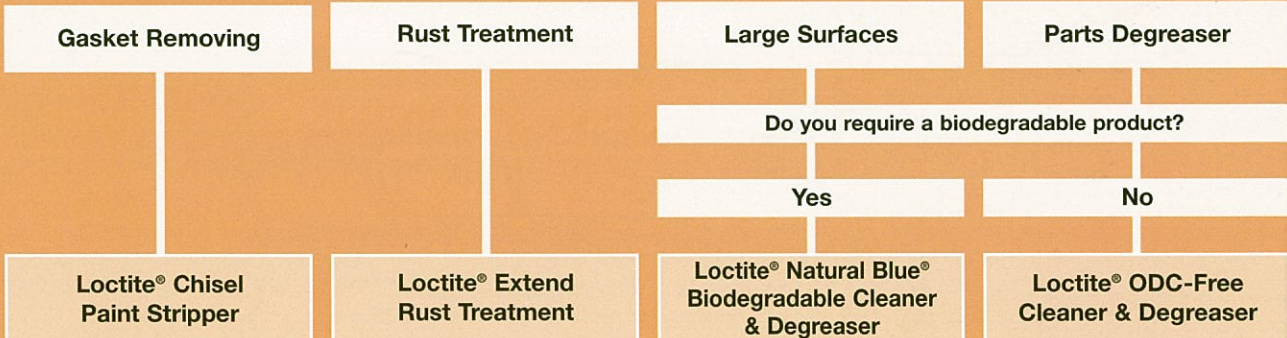 Gasket Removing
Rust Treatment
Large Surfaces
Parts Degreaser
Do you require a biodegradable product?
Yes
No
Loctite® Chisel
Paint Stripper
Loctite® Extend
Rust Treatment
Loctite® Natural Blue®
Biodegradable Cleaner
& Degreaser
Loctite® ODC-Free
Cleaner & Degreaser